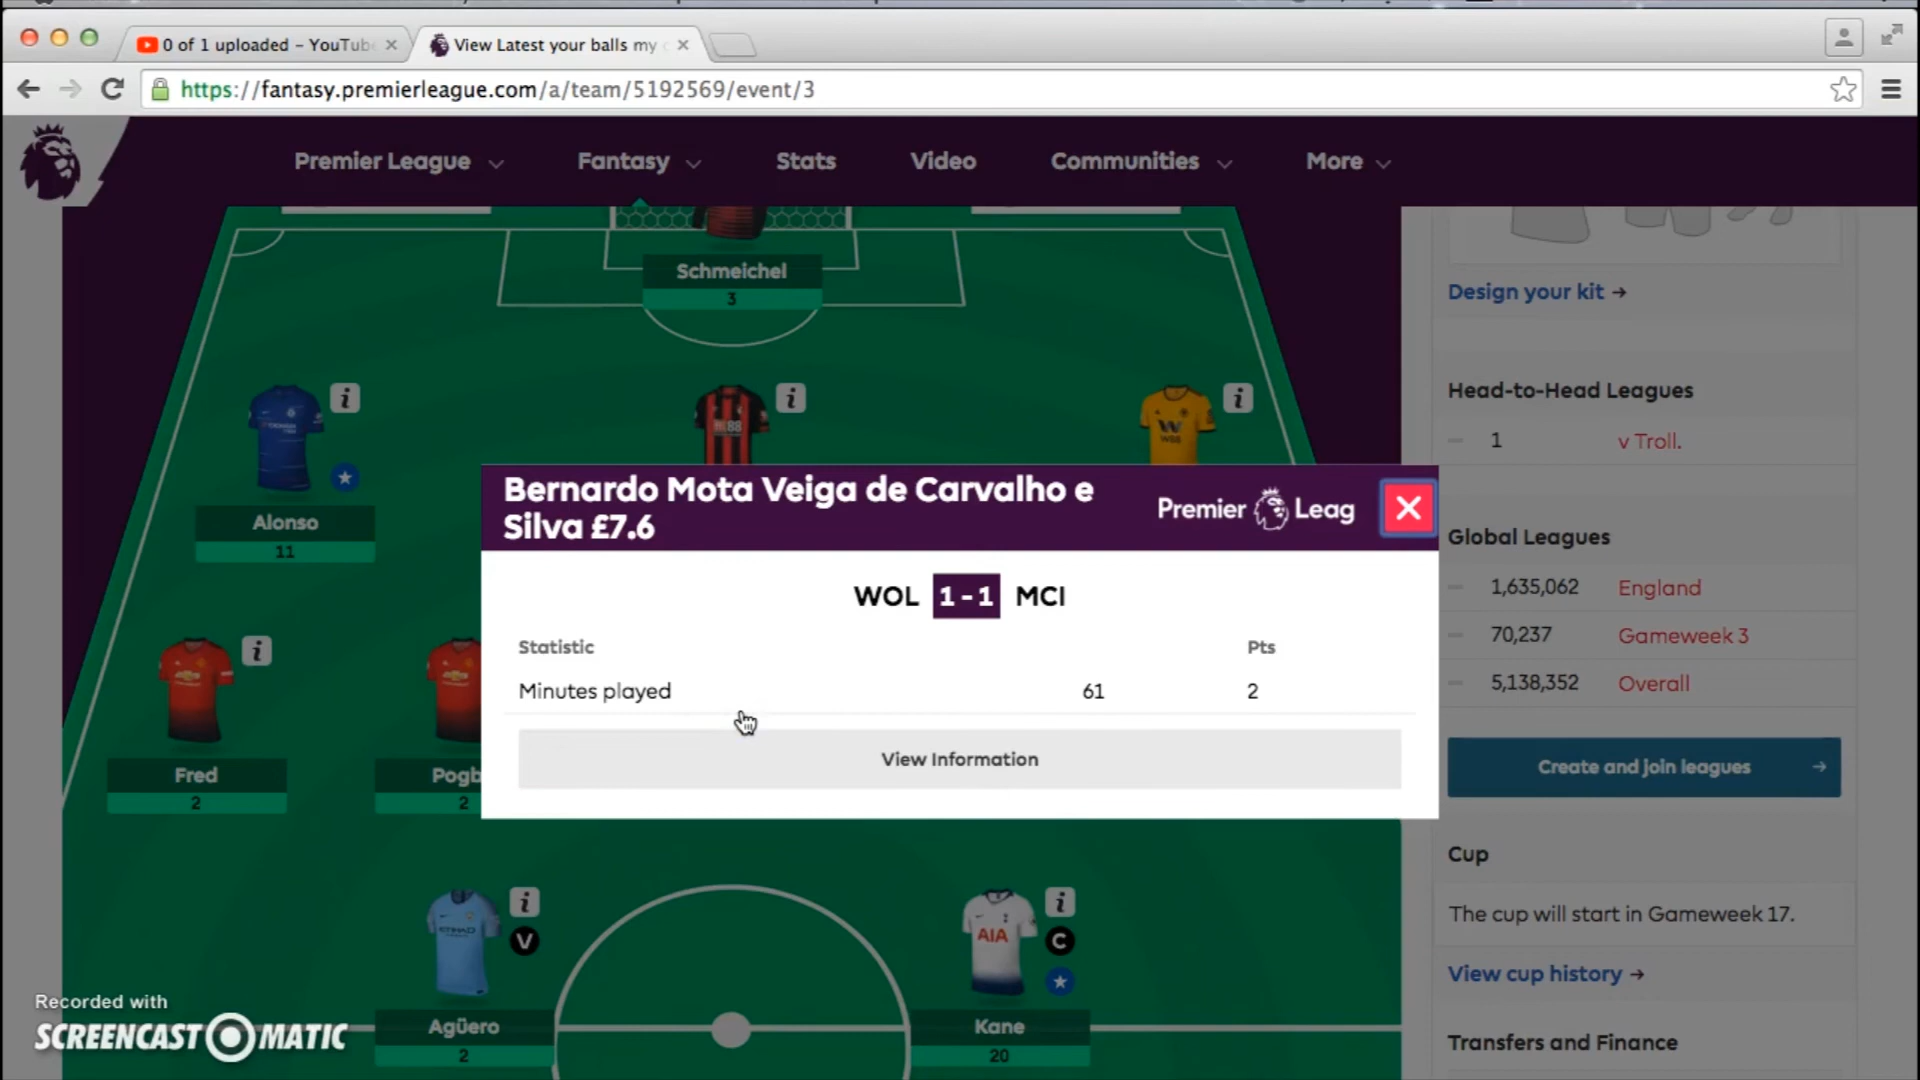 0 of 1 uploaded – YouTub
View Latest your balls my
https://fantasy.premierleague.com/a/team/5192569/event/3
Premier League
Fantasy
Stats
Video
Communities
More
Schmeichel
3
Design your kit →
Head-to-Head Leagues
1 v Troll.
Alonso
11
Bernardo Mota Veiga de Carvalho e
Silva £7.6
Premier Leag
WOL 1 - 1 MCI
Statistic Pts
Minutes played 61 2
View Information
Global Leagues
1,635,062 England
70,237 Gameweek 3
5,138,352 Overall
Create and join leagues →
Fred
2
Pogb
2
Cup
The cup will start in Gameweek 17.
View cup history →
Transfers and Finance
V
AIA
C
Agüero
2
Kane
20
Recorded with
SCREENCAST O MATIC